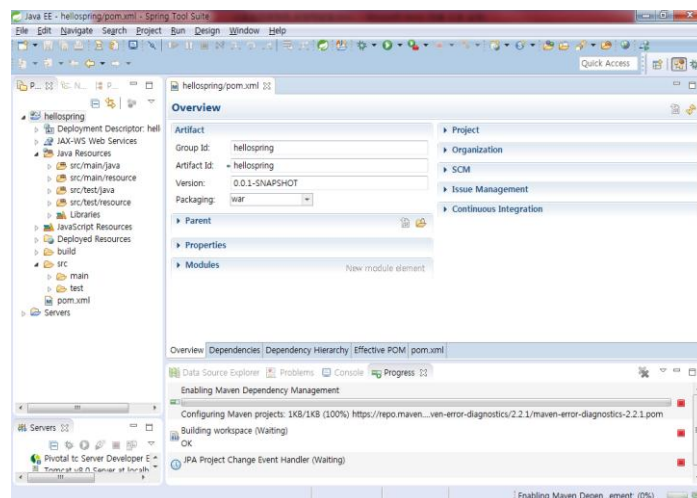 Java EE - hellospring/pom.xml - Spring Tool Suite
File Edit Navigate Search Project Run Design Window Help
Quick Access
P...
N...
P...
hellospring
Deployment Descriptor: hell
JAX-WS Web Services
Java Resources
src/main/java
src/main/resource
src/test/java
src/test/resource
Libraries
JavaScript Resources
Deployed Resources
build
src
main
test
pom.xml
Servers
Servers
Pivotal tc Server Developer E
Tomcat v8.0 Server at localh
hellospring/pom.xml
Overview
Artifact
Group Id: hellospring
Artifact Id: hellospring
Version: 0.0.1-SNAPSHOT
Packaging: war
Parent
Properties
Modules
New module element
Project
Organization
SCM
Issue Management
Continuous Integration
Overview Dependencies Dependency Hierarchy Effective POM pom.xml
Data Source Explorer Problems Console Progress
Enabling Maven Dependency Management
Configuring Maven projects: 1KB/1KB (100%) https://repo.maven....ven-error-diagnostics/2.2.1/maven-error-diagnostics-2.2.1.pom
Building workspace (Waiting)
OK
JPA Project Change Event Handler (Waiting)
Enabling Maven Depen...ement: (0%)